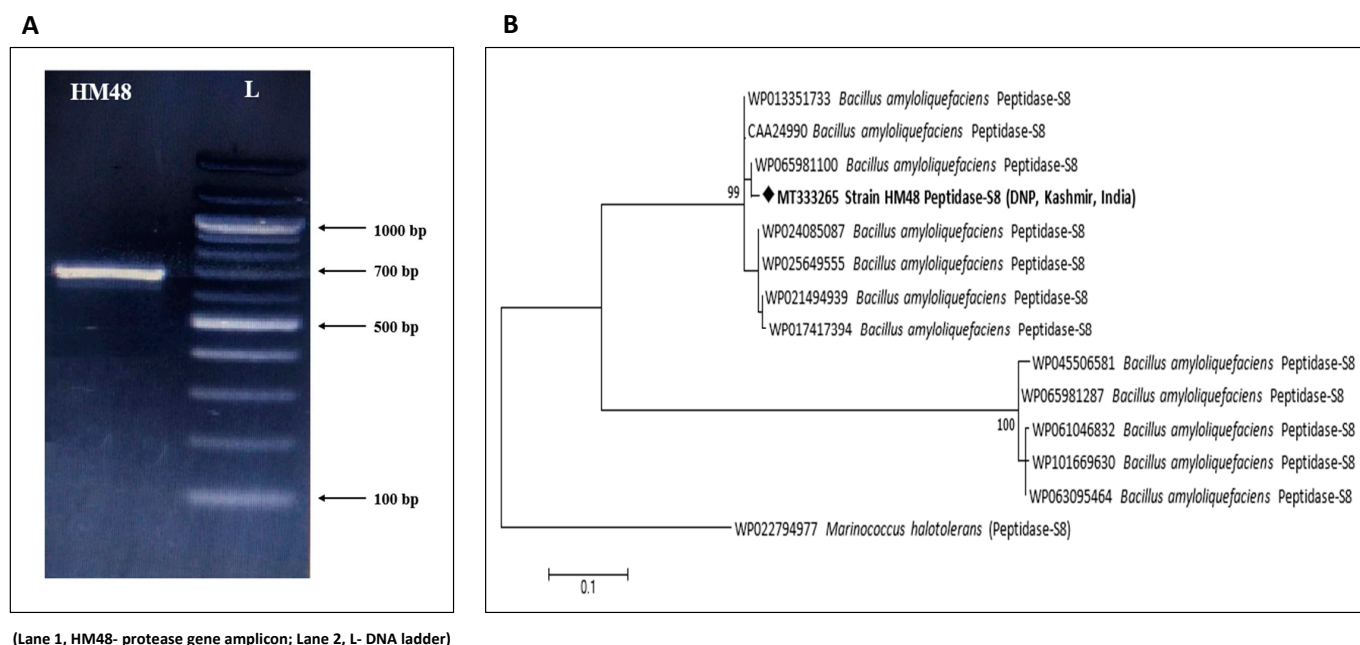 A
HM48 L
1000 bp
700 bp
500 bp
100 bp
(Lane 1, HM48- protease gene amplicon; Lane 2, L- DNA ladder)
B
WP013351733 Bacillus amyloliquefaciens Peptidase-S8
CAA24990 Bacillus amyloliquefaciens Peptidase-S8
WP065981100 Bacillus amyloliquefaciens Peptidase-S8
99
MT333265 Strain HM48 Peptidase-S8 (DNP, Kashmir, India)
WP024085087 Bacillus amyloliquefaciens Peptidase-S8
WP025649555 Bacillus amyloliquefaciens Peptidase-S8
WP021494939 Bacillus amyloliquefaciens Peptidase-S8
WP017417394 Bacillus amyloliquefaciens Peptidase-S8
WP045506581 Bacillus amyloliquefaciens Peptidase-S8
WP065981287 Bacillus amyloliquefaciens Peptidase-S8
100
WP061046832 Bacillus amyloliquefaciens Peptidase-S8
WP101669630 Bacillus amyloliquefaciens Peptidase-S8
WP063095464 Bacillus amyloliquefaciens Peptidase-S8
WP022794977 Marinococcus halotolerans (Peptidase-S8)
0.1